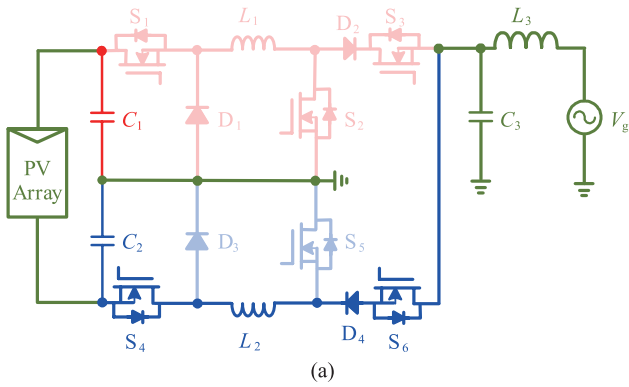 S1 L1 D2 S3 L3
C1 D1 S2 C3 Vg
PV
Array
C2 D3 S5
S4 L2 D4 S6
(a)